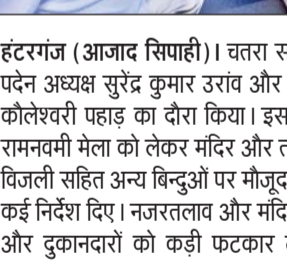 हंटरगंज (आजाद सिपाही)। चतरा
पदेन अध्यक्ष सुरेंद्र कुमार उरांव और
कौलेश्वरी पहाड़ का दौरा किया। इस
रामनवमी मेला को लेकर मंदिर और
विजली सहित अन्य बिन्दुओं पर मौजूद
कई निर्देश दिए। नजरतलाव और मंदि
और दुकानदारों को कड़ी फटकार